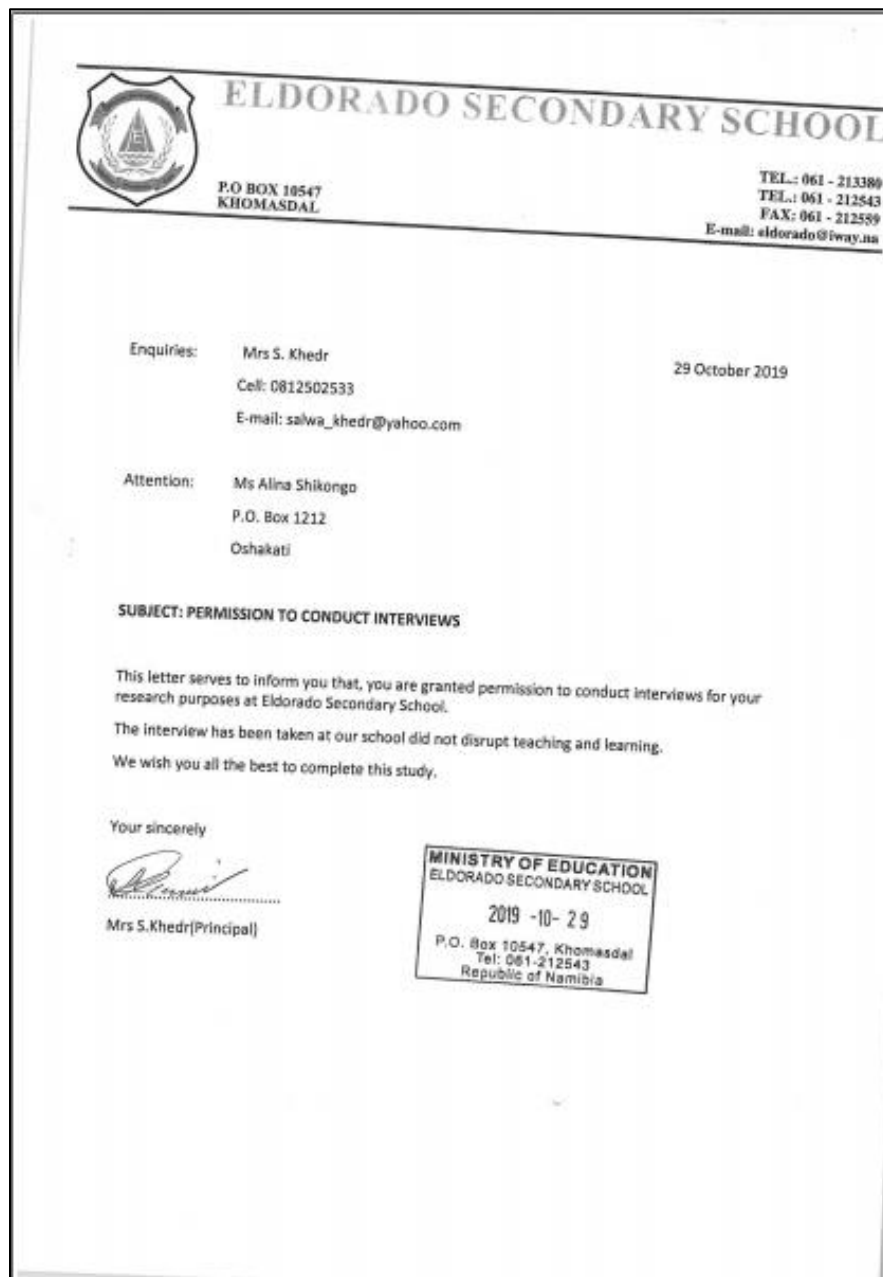 ELDORADO SECONDARY SCHOOL
P.O BOX 10547
KHOMASDAL
TEL.: 061 - 213380
TEL.: 061 - 212543
FAX: 061 - 212559
E-mail: eldorado@iway.na
Enquiries: Mrs S. Khedr
29 October 2019
Cell: 0812502533
E-mail: salwa_khedr@yahoo.com
Attention: Ms Alina Shikongo
P.O. Box 1212
Oshakati
SUBJECT: PERMISSION TO CONDUCT INTERVIEWS
This letter serves to inform you that, you are granted permission to conduct interviews for your
research purposes at Eldorado Secondary School.
The interview has been taken at our school did not disrupt teaching and learning.
We wish you all the best to complete this study.
Your sincerely
Mrs S.Khedr(Principal)
MINISTRY OF EDUCATION
ELDORADO SECONDARY SCHOOL
2019 -10- 29
P.O. Box 10547, Khomasdal
Tel: 061-212543
Republic of Namibia